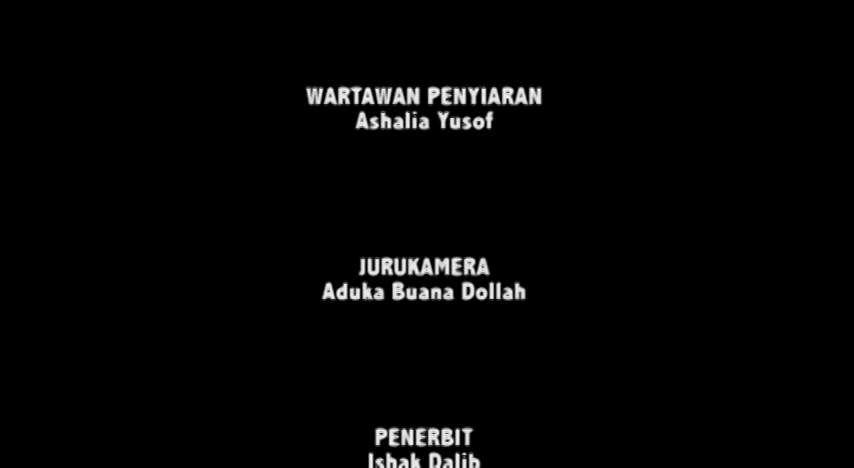 WARTAWAN PENYIARAN
Ashalia Yusof
JURUKAMERA
Aduka Buana Dollah
PENERBIT
Ishak Dalib